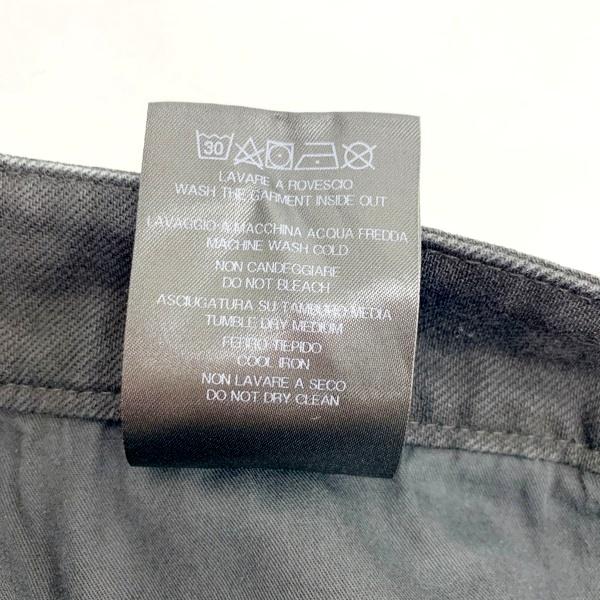 30
LAVARE A ROVESCIO
WASH THE GARMENT INSIDE OUT
LAVAGGIO A MACCHINA ACQUA FREDDA
MACHINE WASH COLD
NON CANDEGGIARE
DO NOT BLEACH
ASCIUGATURA SU TAMBURO MEDIA
TUMBLE DRY MEDIUM
FERRO TIEPIDO
COOL IRON
NON LAVARE A SECO
DO NOT DRY CLEAN